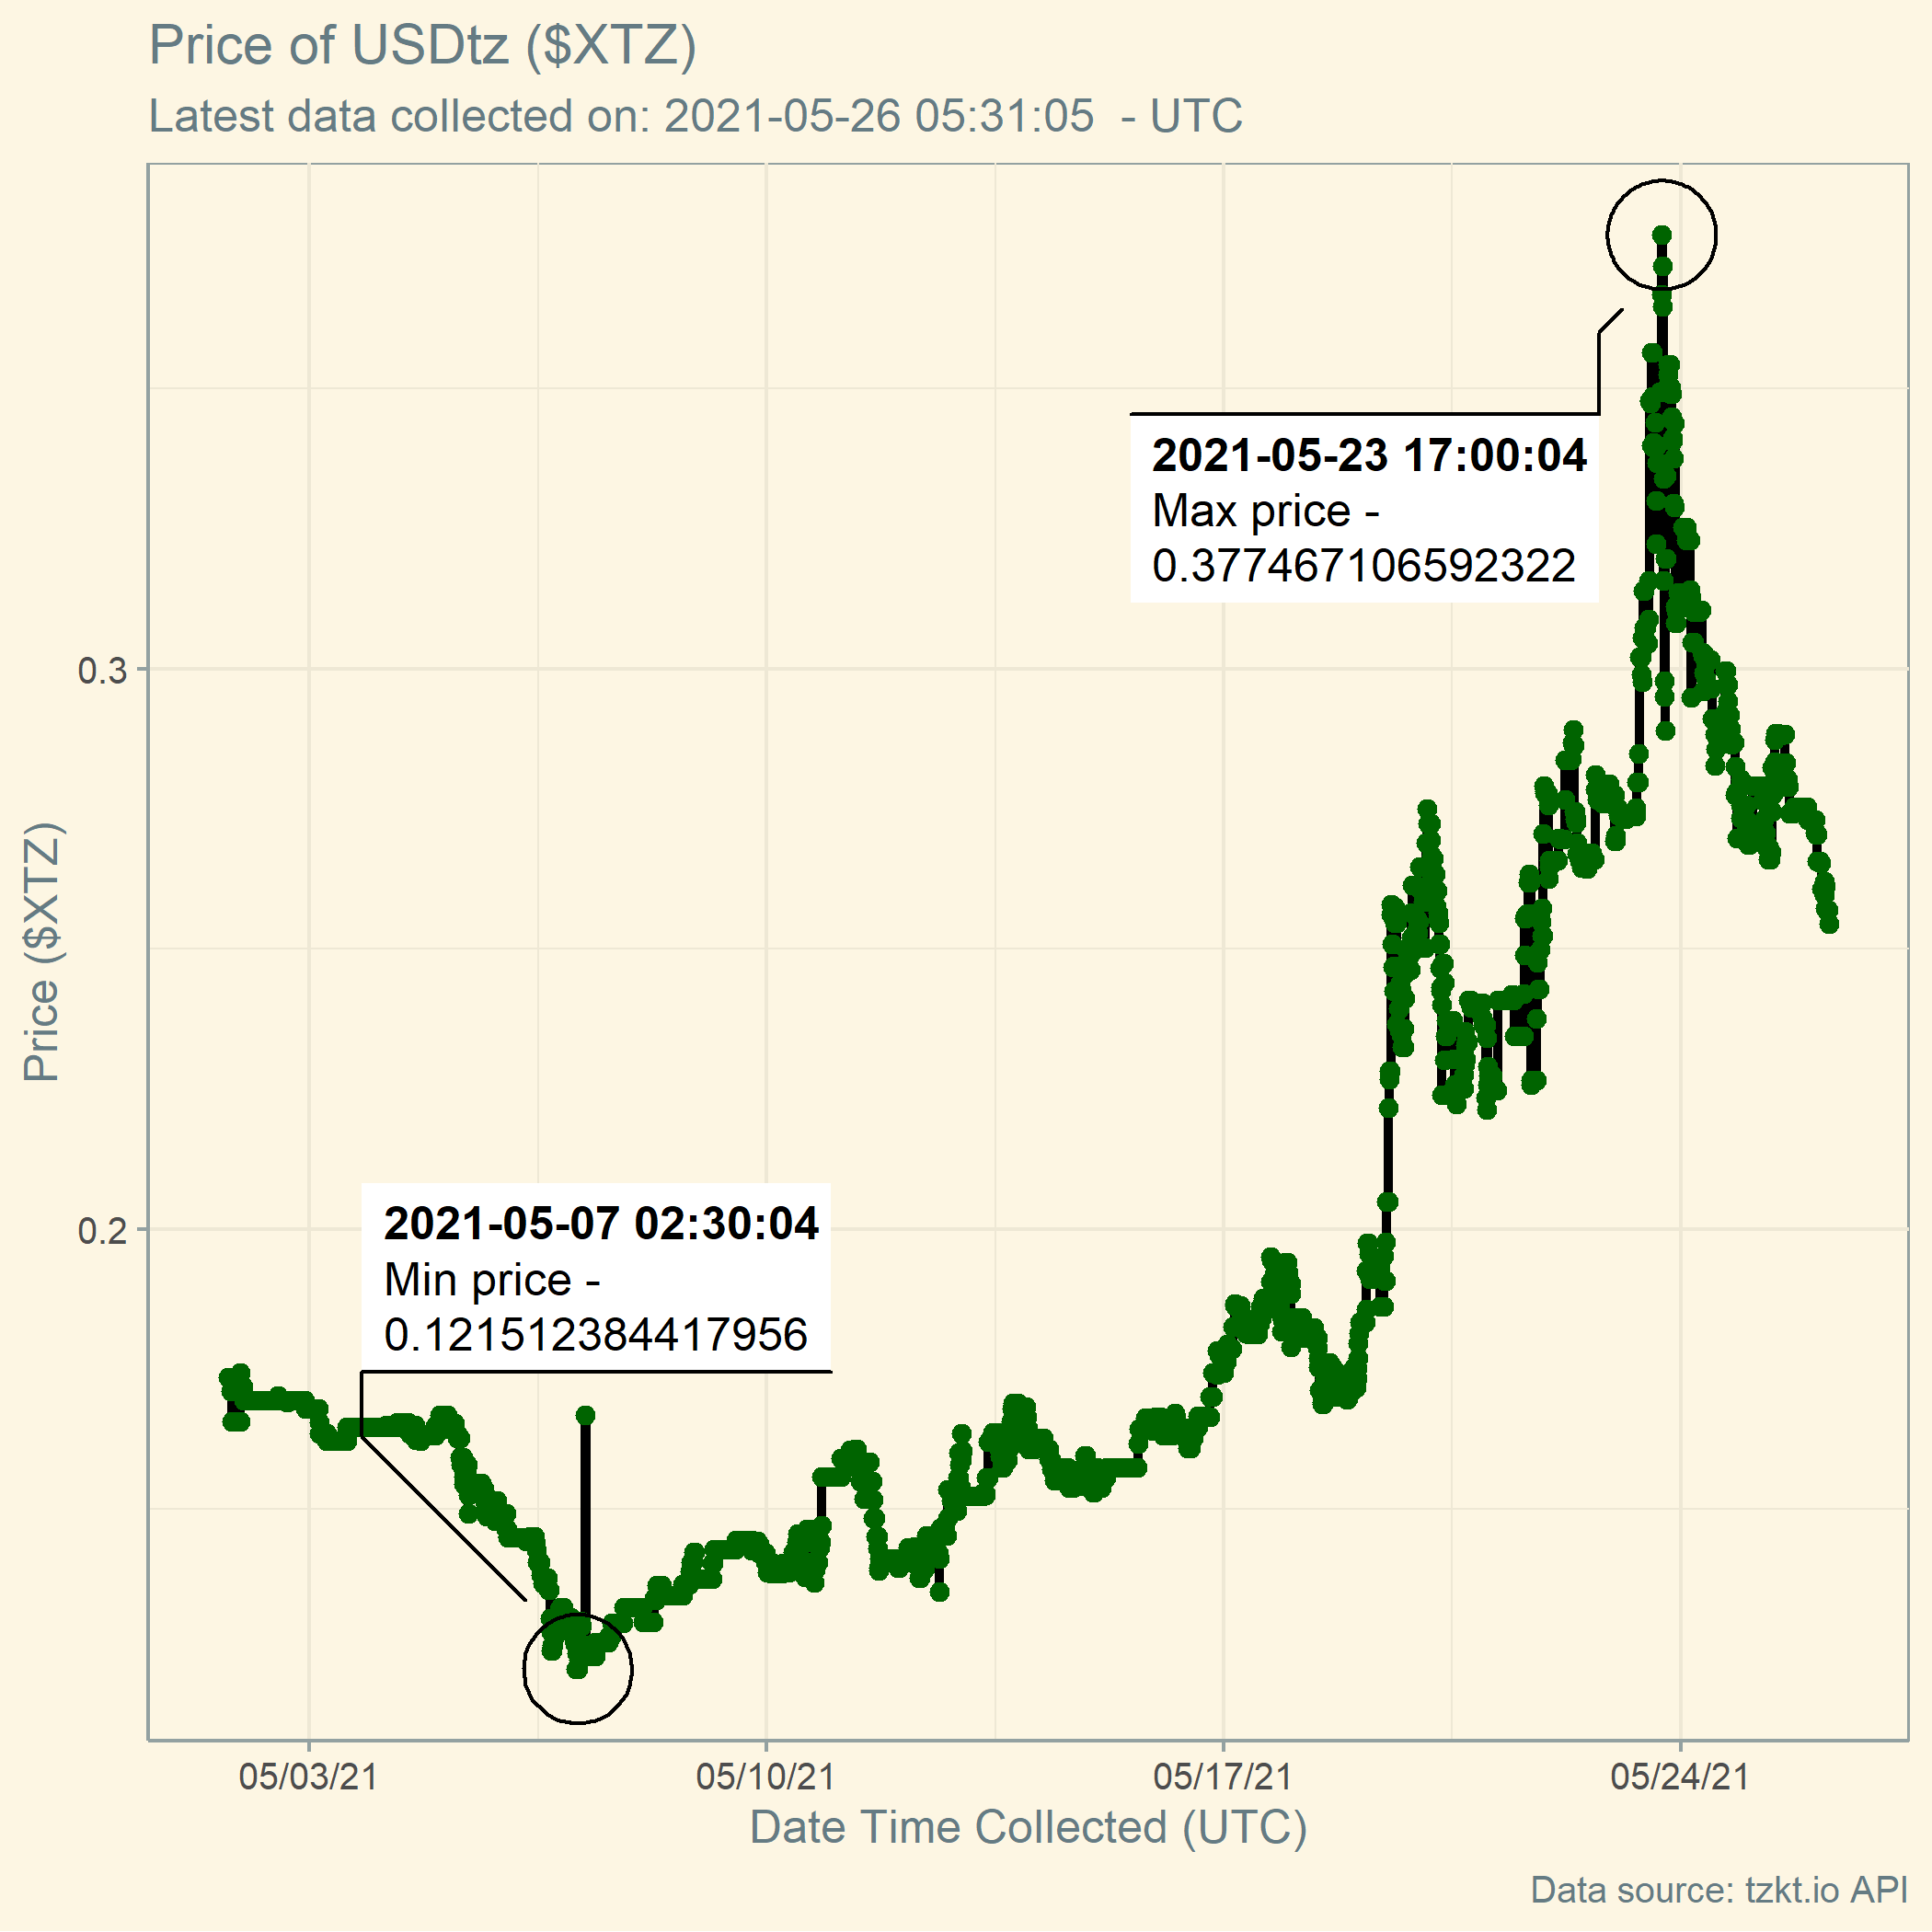 Price of USDtz ($XTZ)
Latest data collected on: 2021-05-26 05:31:05  - UTC
2021-05-23 17:00:04
Max price -
0.377467106592322
0.3
Price ($XTZ)
0.2
2021-05-07 02:30:04
Min price -
0.121512384417956
05/03/21
05/10/21
05/17/21
05/24/21
Date Time Collected (UTC)
Data source: tzkt.io API